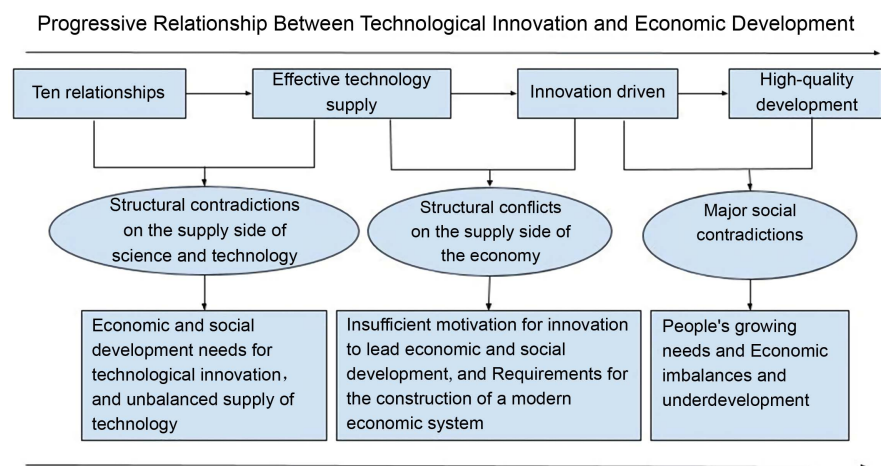 Progressive Relationship Between Technological Innovation and Economic Development
Ten relationships
Effective technology
supply
Innovation driven
High-quality
development
Structural contradictions
on the supply side of
science and technology
Structural conflicts
on the supply side of
the economy
Major social
contradictions
Economic and social
development needs for
technological innovation,
and unbalanced supply of
technology
Insufficient motivation for innovation
to lead economic and social
development, and Requirements for
the construction of a modern
economic system
People's growing
needs and Economic
imbalances and
underdevelopment